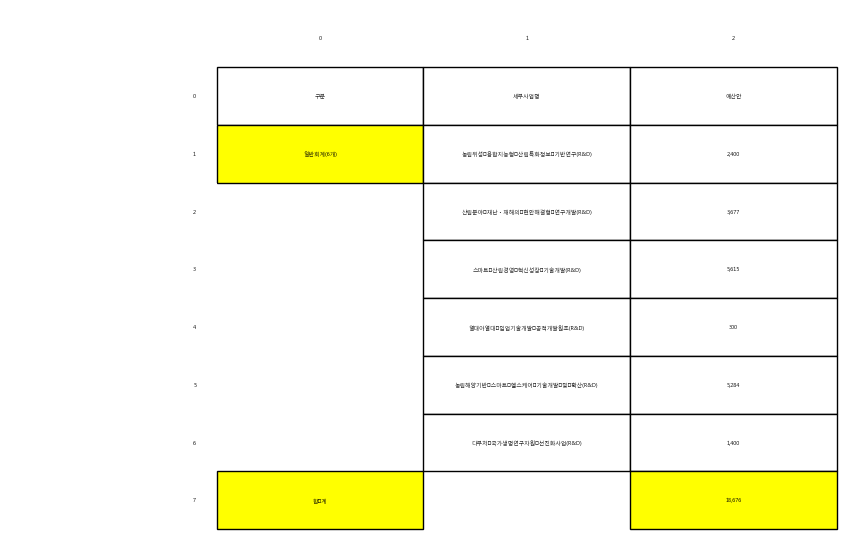 0 1 2
0 구분 세부사업명 예산안
1 일반회계(6개) 농림위성□융합지능형□산림특화정보□기반연구(R&D) 2,400
2 산림분야□재난·재해의□현안해결형□연구개발(R&D) 3,677
3 스마트□산림경영□혁신성장□기술개발(R&D) 5,615
4 열대아열대□임업기술개발□공적개발원조(R&D) 300
5 농림해양기반□스마트□헬스케어□기술개발□및□확산(R&D) 5,284
6 다부처□국가생명연구자원□선진화사업(R&D) 1,400
7 합□계 18,676